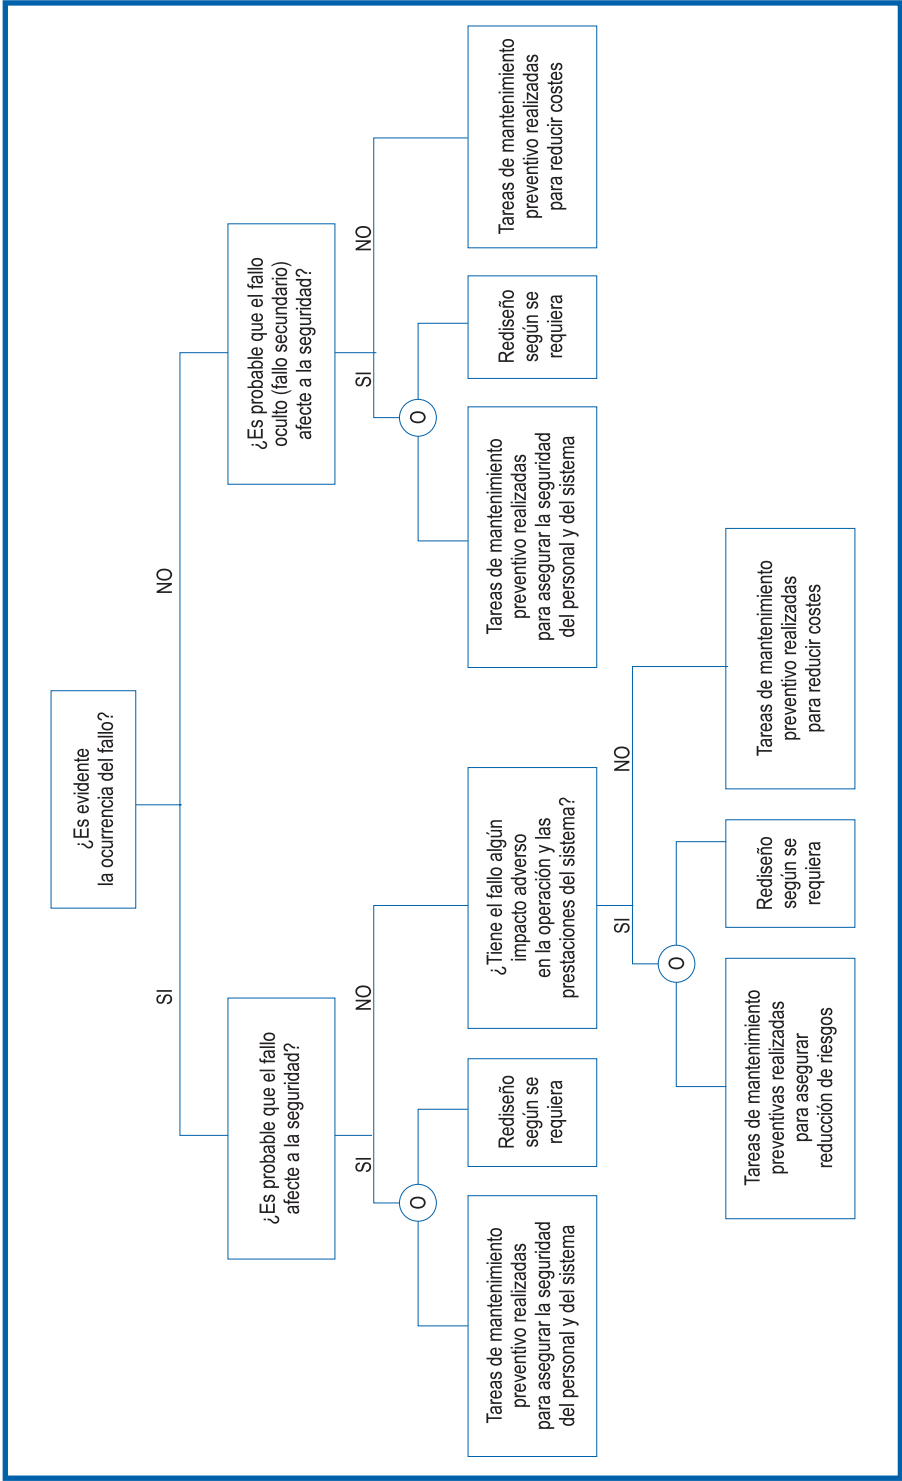 ¿Es evidente
la ocurrencia del fallo?
SI
NO
¿Es probable que el fallo
afecte a la seguridad?
¿Es probable que el fallo
oculto (fallo secundario)
afecte a la seguridad?
SI
NO
SI
NO
O
O
Tareas de mantenimiento
preventivo realizadas
para asegurar la seguridad
del personal y del sistema
Rediseño
según se
requiera
¿Tiene el fallo algún
impacto adverso
en la operación y las
prestaciones del sistema?
Tareas de mantenimiento
preventivo realizadas
para asegurar la seguridad
del personal y del sistema
Rediseño
según se
requiera
Tareas de mantenimiento
preventivo realizadas
para reducir costes
SI
NO
O
Tareas de mantenimiento
preventivas realizadas
para asegurar
reducción de riesgos
Rediseño
según se
requiera
Tareas de mantenimiento
preventivo realizadas
para reducir costes